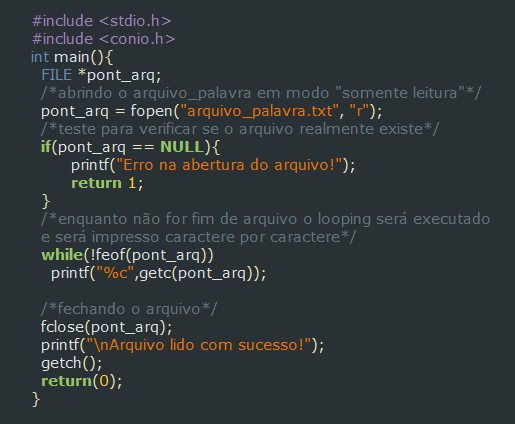 #include <stdio.h>
#include <conio.h>
int main(){
FILE *pont_arq;
/*abrindo o arquivo_palavra em modo "somente leitura"*/
pont_arq = fopen("arquivo_palavra.txt", "r");
/*teste para verificar se o arquivo realmente existe*/
if(pont_arq == NULL){
printf("Erro na abertura do arquivo!");
return 1;
}
/*enquanto não for fim de arquivo o looping será executado
e será impresso caractere por caractere*/
while(!feof(pont_arq))
printf("%c",getc(pont_arq));
/*fechando o arquivo*/
fclose(pont_arq);
printf("\nArquivo lido com sucesso!");
getch();
return(0);
}